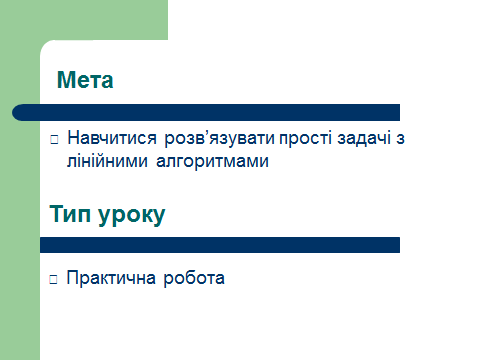 Мета
Навчитися розв’язувати прості задачі з
лінійними алгоритмами
Тип уроку
Практична робота